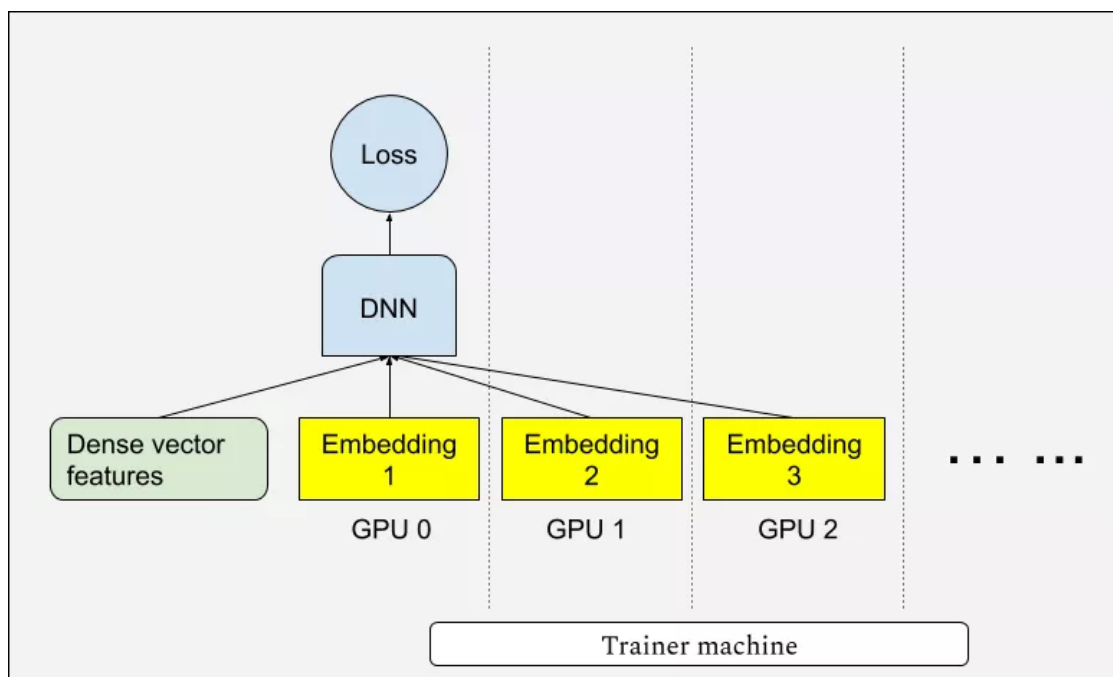 Loss
DNN
Dense vector
features
Embedding
1
Embedding
2
Embedding
3
... ...
GPU 0
GPU 1
GPU 2
Trainer machine